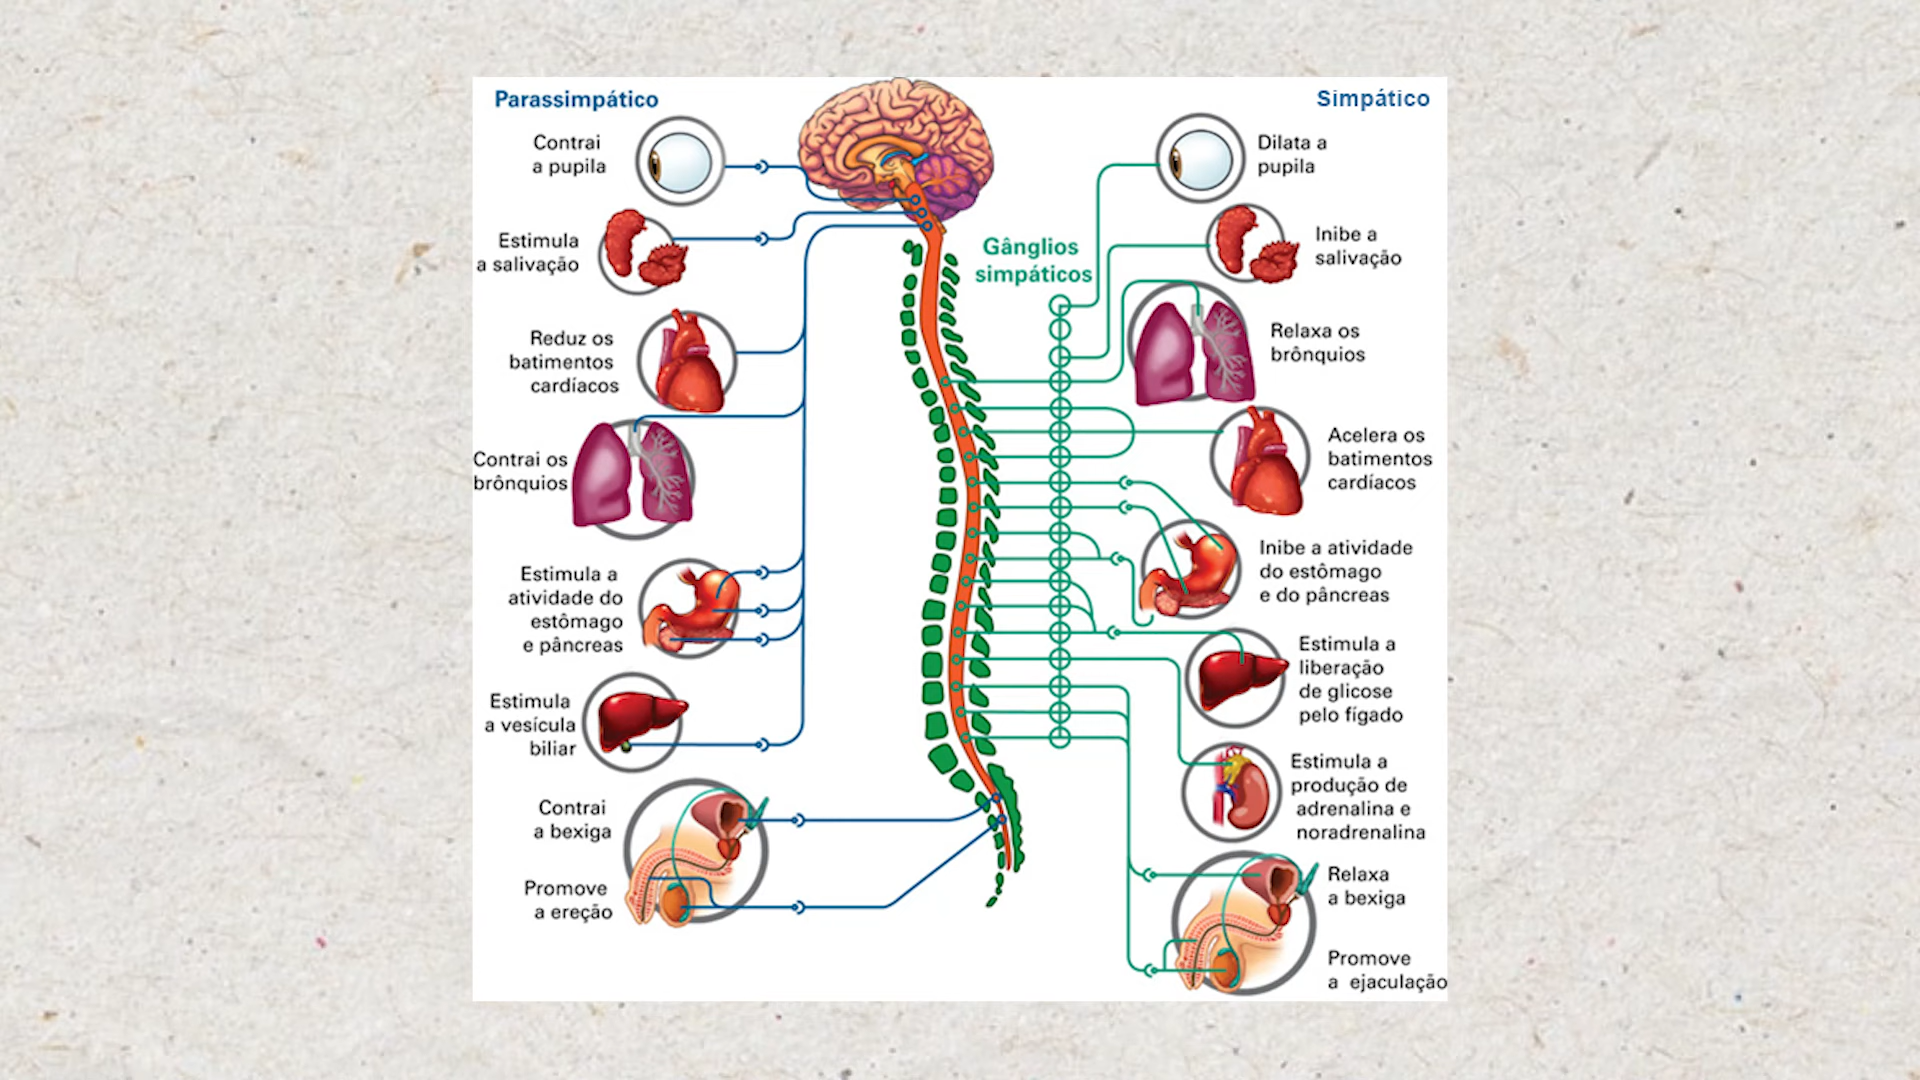 Parassimpático
Contrai
a pupila
Estimula
a salivação
Reduz os
batimentos
cardíacos
Contrai os
brônquios
Estimula a
atividade do
estômago
e pâncreas
Estimula
a vesícula
biliar
Contrai
a bexiga
Promove
a ereção
Gânglios
simpáticos
Simpático
Dilata a
pupila
Inibe a
salivação
Relaxa os
brônquios
Acelera os
batimentos
cardíacos
Inibe a atividade
do estômago
e do pâncreas
Estimula a
liberação
de glicose
pelo fígado
Estimula a
produção de
adrenalina e
noradrenalina
Relaxa
a bexiga
Promove
a ejaculação